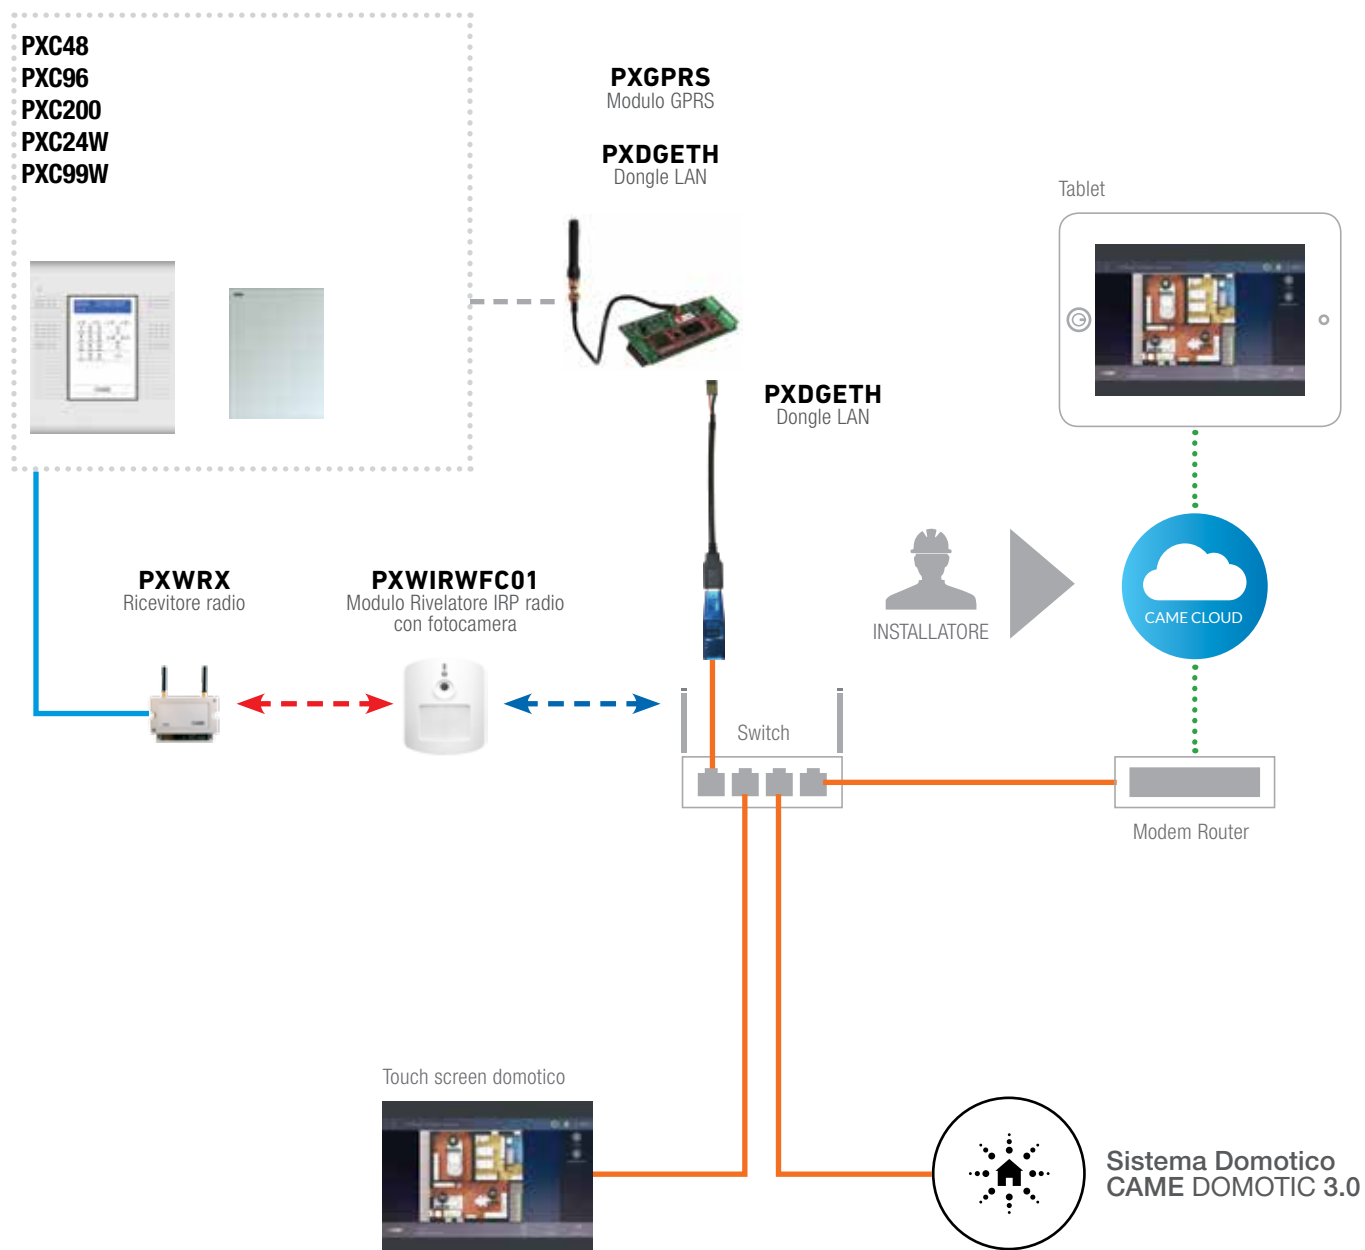 PXC48
PXC96
PXC200
PXC24W
PXC99W
PXGPRS
Modulo GPRS
PXDGETH
Dongle LAN
Tablet
PXDGETH
Dongle LAN
PXWRX
Ricevitore radio
PXWIRWFC01
Modulo Rivelatore IRP radio
con fotocamera
INSTALLATORE
CAME CLOUD
Switch
Modem Router
Touch screen domotico
Sistema Domotico
CAME DOMOTIC 3.0